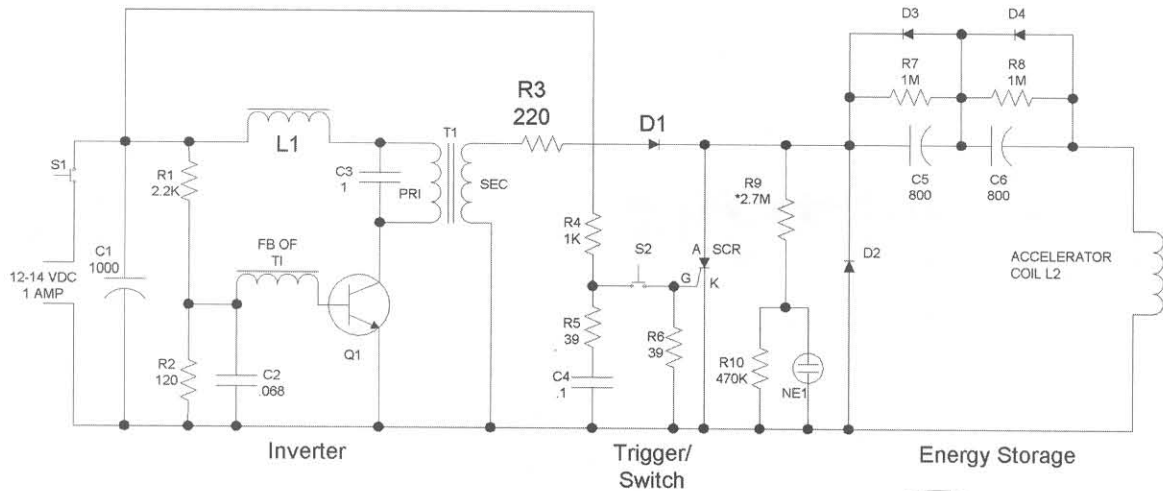 D3
D4
R7
1M
R8
1M
R3
220
D1
T1
L1
S1
R1
2.2K
C3
1
PRI
SEC
C5
800
C6
800
R9
*2.7M
R4
1K
S2
A
SCR
G
K
D2
ACCELERATOR
COIL L2
FB OF
TI
C1
1000
12-14 VDC
1 AMP
R5
39
R6
39
Q1
R2
120
C2
.068
C4
.1
R10
470K
NE1
Inverter
Trigger/
Switch
Energy Storage